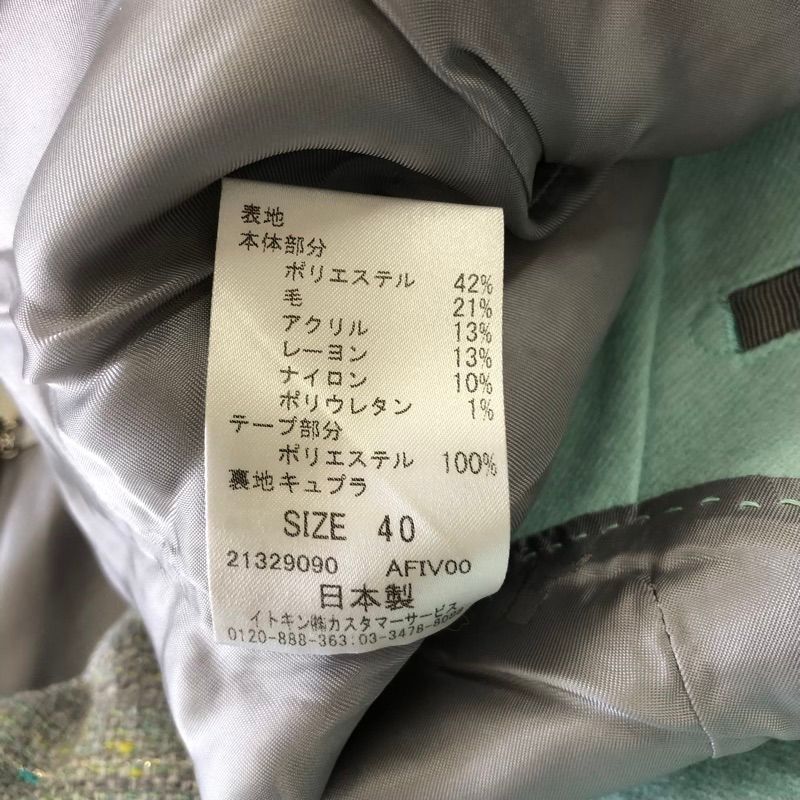 表地
本体部分
ポリエステル 42%
毛 21%
アクリル 13%
レーヨン 13%
ナイロン 10%
ポリウレタン 1%
テープ部分
ポリエステル 100%
裏地キュプラ
SIZE 40
21329090 AFIV00
日本製
イトキン㈱カスタマーサービス
0120-888-363:03-3478-8088